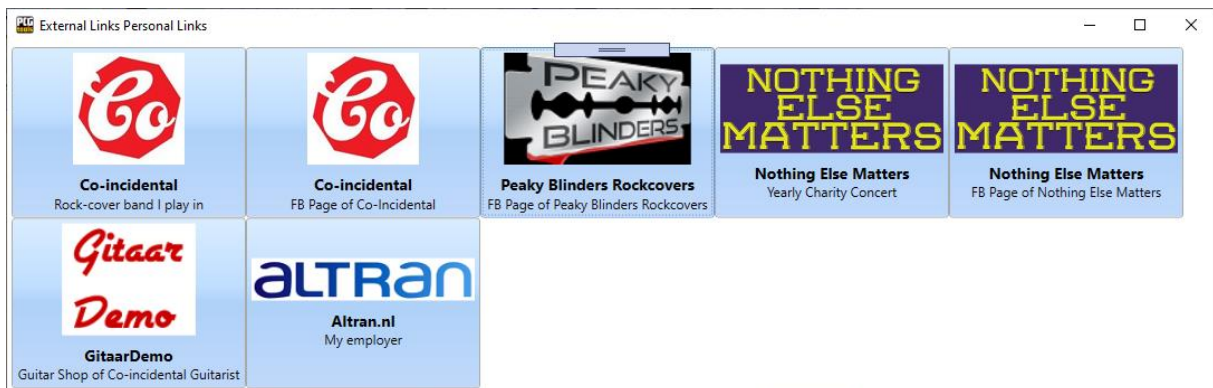 External Links Personal Links
Co
Co-incidental
Rock-cover band I play in
Co
Co-incidental
FB Page of Co-Incidental
PEAKY
BLINDERS
Peaky Blinders Rockcovers
FB Page of Peaky Blinders Rockcovers
NOTHING
ELSE
MATTERS
Nothing Else Matters
Yearly Charity Concert
NOTHING
ELSE
MATTERS
Nothing Else Matters
FB Page of Nothing Else Matters
Gitaar
Demo
GitaarDemo
Guitar Shop of Co-incidental Guitarist
ALTRan
Altran.nl
My employer